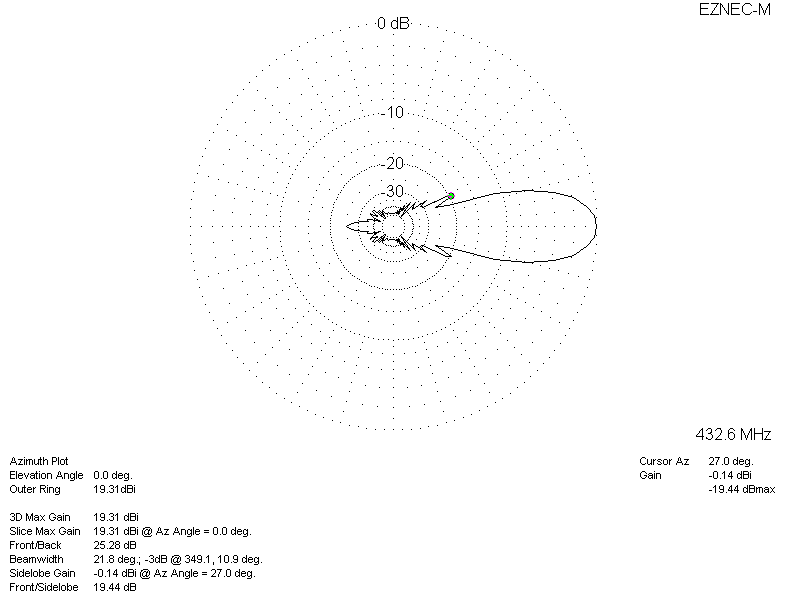 EZNEC-M
0 dB
-10
-20
-30
432.6 MHz
Azimuth Plot
Elevation Angle 0.0 deg.
Outer Ring 19.31dBi
3D Max Gain 19.31 dBi
Slice Max Gain 19.31 dBi @ Az Angle = 0.0 deg.
Front/Back 25.28 dB
Beamwidth 21.8 deg.; -3dB @ 349.1, 10.9 deg.
Sidelobe Gain -0.14 dBi @ Az Angle = 27.0 deg.
Front/Sidelobe 19.44 dB
Cursor Az 27.0 deg.
Gain -0.14 dBi
-19.44 dBmax